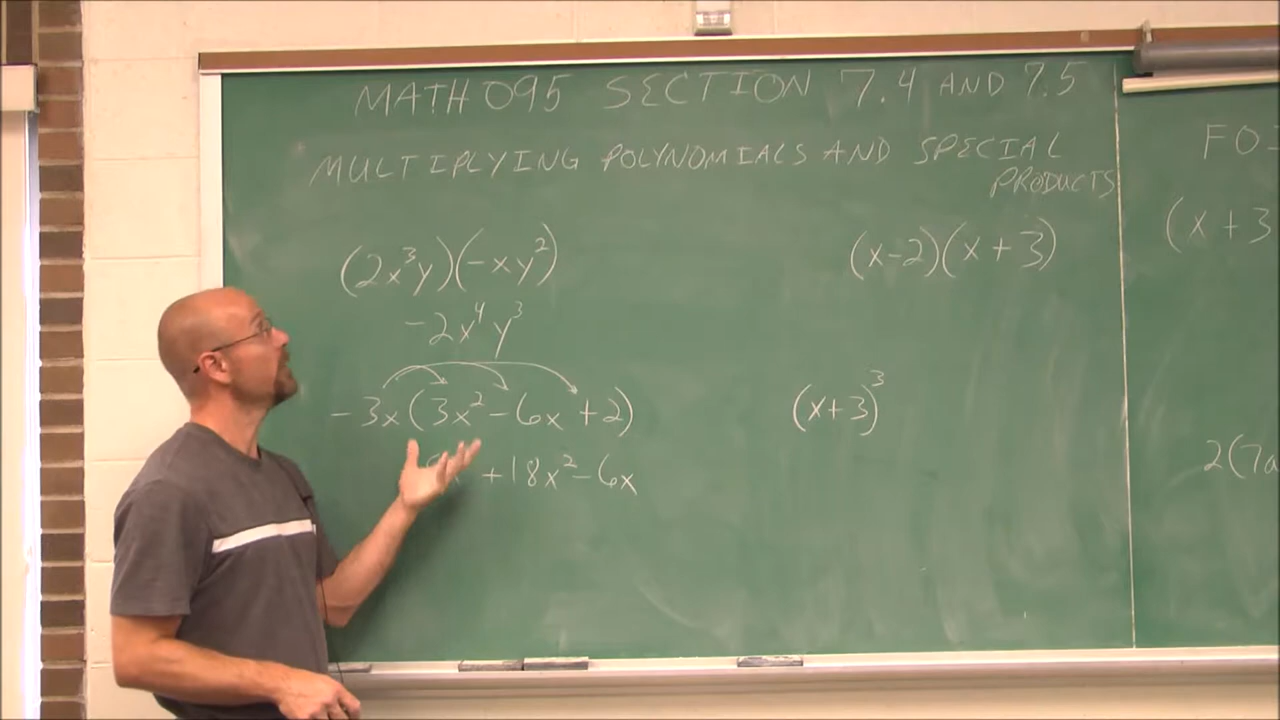 MATH 095 SECTION 7.4 AND 7.5
MULTIPLYING POLYNOMIALS AND SPECIAL
PRODUCTS
(2x³y)(-xy²)
-2x⁴y³
-3x(3x²-6x+2)
+18x²-6x
(x-2)(x+3)
(x+3)³
FO
(x+3
2(7a